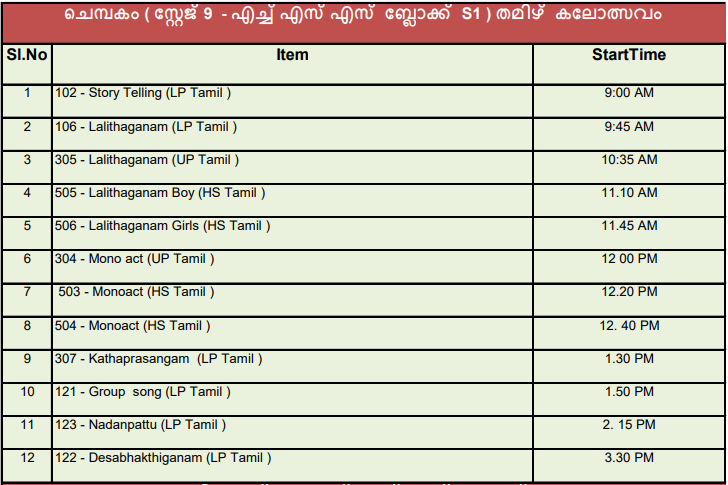 ചെമ്പകം ( സ്റ്റേജ് 9 - എച്ച് എസ് എസ് ബ്ലോക്ക് S1 ) തമിഴ് കലോത്സവം
Sl.No Item StartTime
1 102 - Story Telling (LP Tamil ) 9:00 AM
2 106 - Lalithaganam (LP Tamil ) 9:45 AM
3 305 - Lalithaganam (UP Tamil ) 10:35 AM
4 505 - Lalithaganam Boy (HS Tamil ) 11.10 AM
5 506 - Lalithaganam Girls (HS Tamil ) 11.45 AM
6 304 - Mono act (UP Tamil ) 12 00 PM
7 503 - Monoact (HS Tamil ) 12.20 PM
8 504 - Monoact (HS Tamil ) 12. 40 PM
9 307 - Kathaprasangam (LP Tamil ) 1.30 PM
10 121 - Group song (LP Tamil ) 1.50 PM
11 123 - Nadanpattu (LP Tamil ) 2. 15 PM
12 122 - Desabhakthiganam (LP Tamil ) 3.30 PM